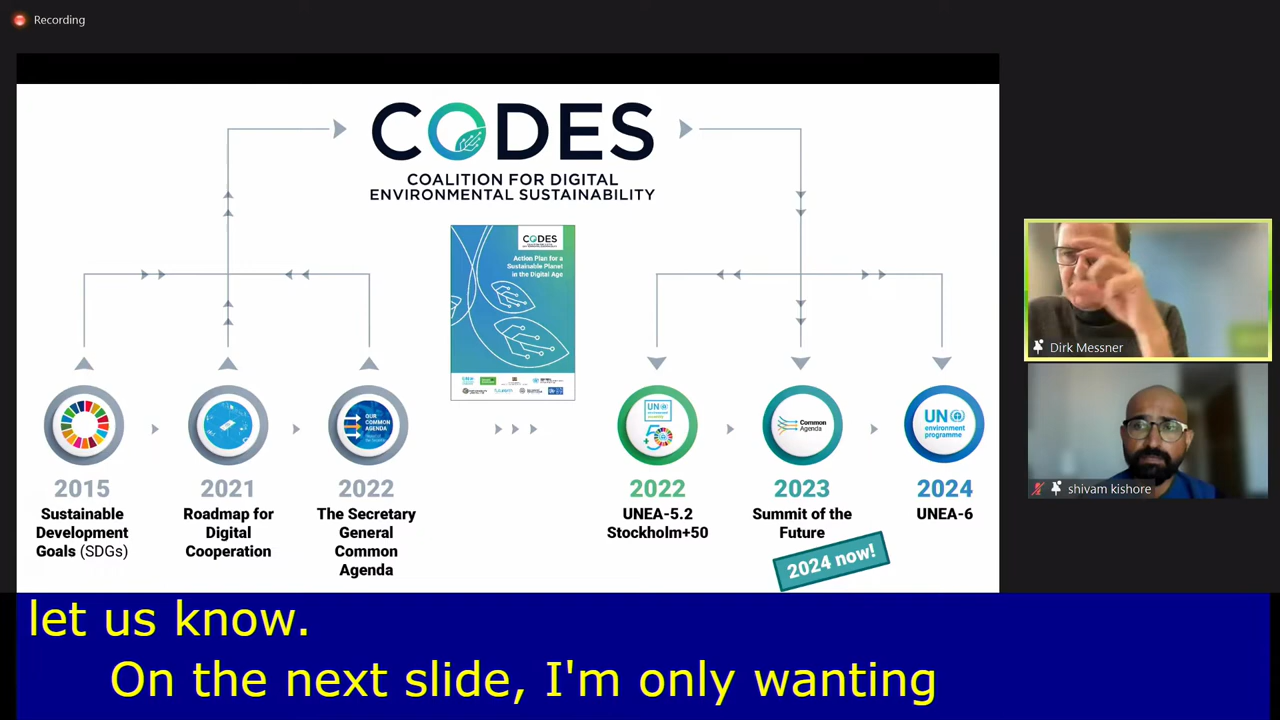 Recording
CODES
COALITION FOR DIGITAL
ENVIRONMENTAL SUSTAINABILITY
CODES
Action Plan for a
Sustainable Planet
in the Digital Age
OUR
COMMON
AGENDA
UN
50
Common
Agenda
UN
environment
programme
2015
Sustainable
Development
Goals (SDGs)
2021
Roadmap for
Digital
Cooperation
2022
The Secretary
General
Common
Agenda
2022
UNEA-5.2
Stockholm+50
2023
Summit of the
Future
2024 now!
2024
UNEA-6
Dirk Messner
shivam kishore
let us know.
On the next slide, I'm only wanting